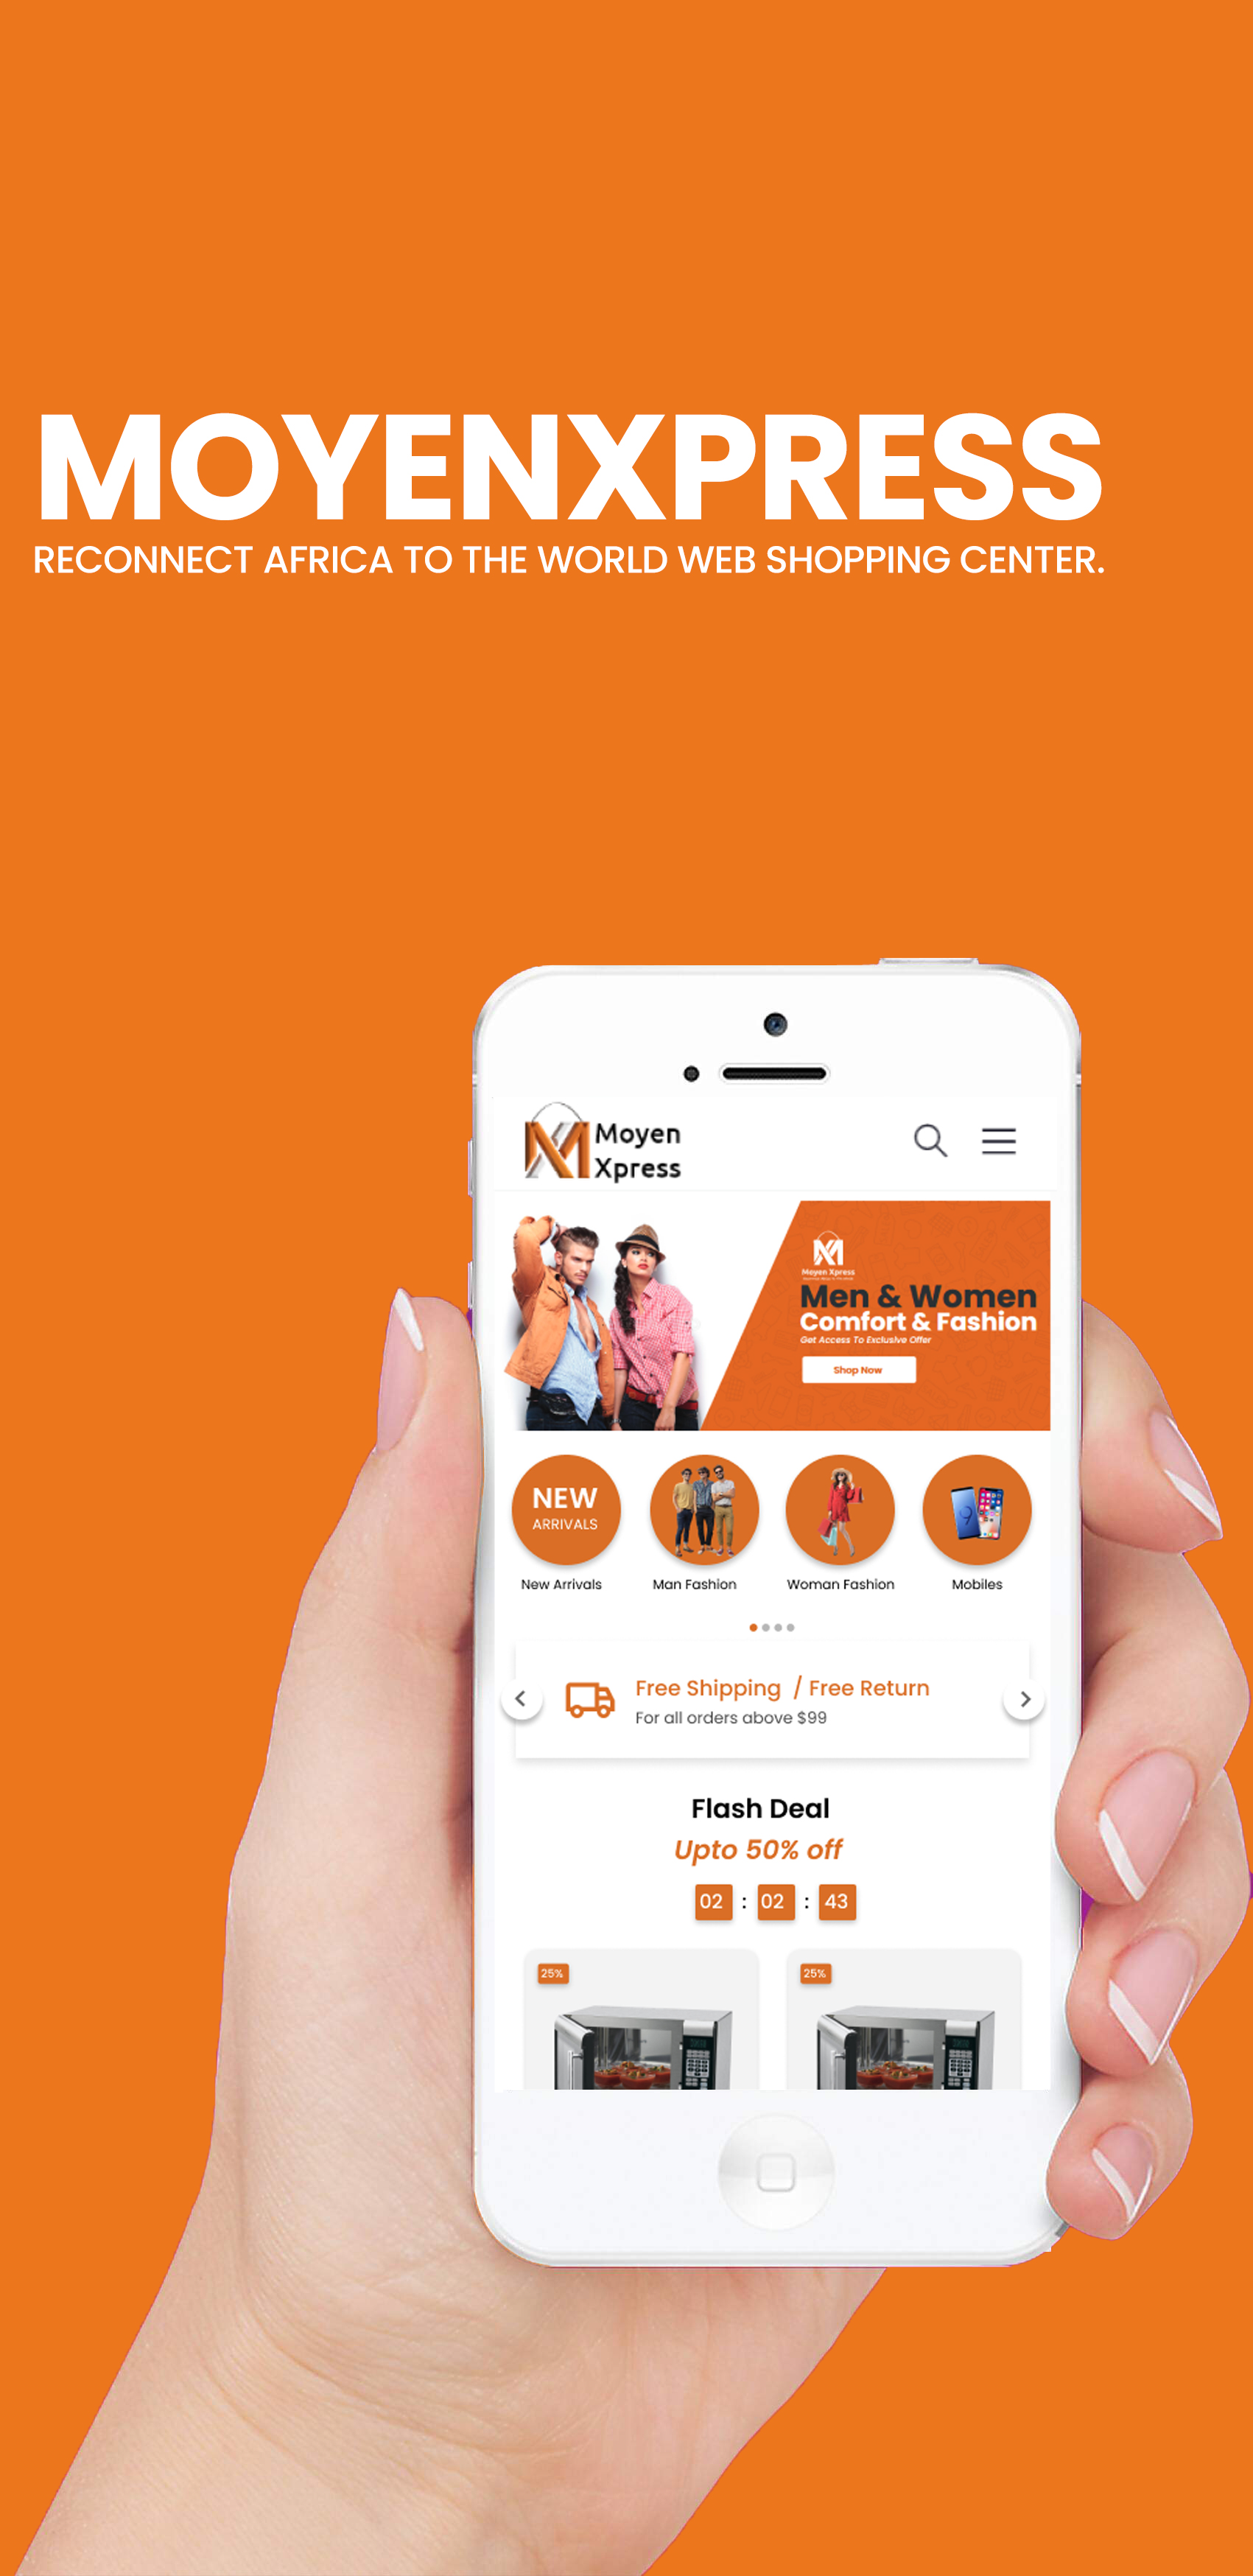 MOYENXPRESS
RECONNECT AFRICA TO THE WORLD WEB SHOPPING CENTER.
Moyen
Xpress
Moyen Xpress
Men & Women
Comfort & Fashion
Get Access To Exclusive Offer
Shop Now
NEW
ARRIVALS
9
New Arrivals
Man Fashion
Woman Fashion
Mobiles
Free Shipping / Free Return
For all orders above $99
Flash Deal
Upto 50% off
02 : 02 : 43
25%
25%